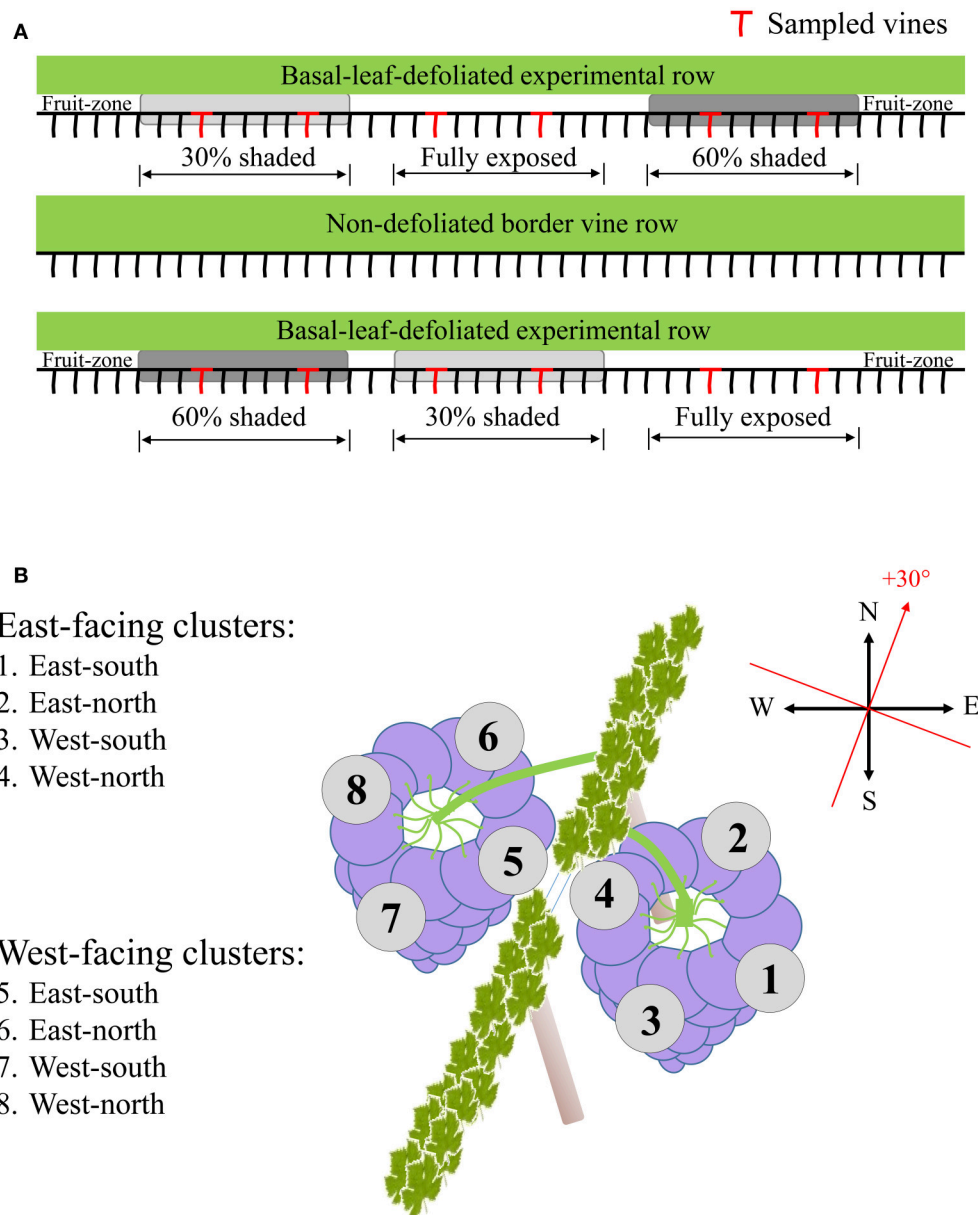 A
Sampled vines
Basal-leaf-defoliated experimental row
Fruit-zone
Fruit-zone
30% shaded
Fully exposed
60% shaded
Non-defoliated border vine row
Basal-leaf-defoliated experimental row
Fruit-zone
Fruit-zone
60% shaded
30% shaded
Fully exposed
B
East-facing clusters:
1. East-south
2. East-north
3. West-south
4. West-north
West-facing clusters:
5. East-south
6. East-north
7. West-south
8. West-north
+30°
N
W
E
S
6
8
5
7
2
4
1
3